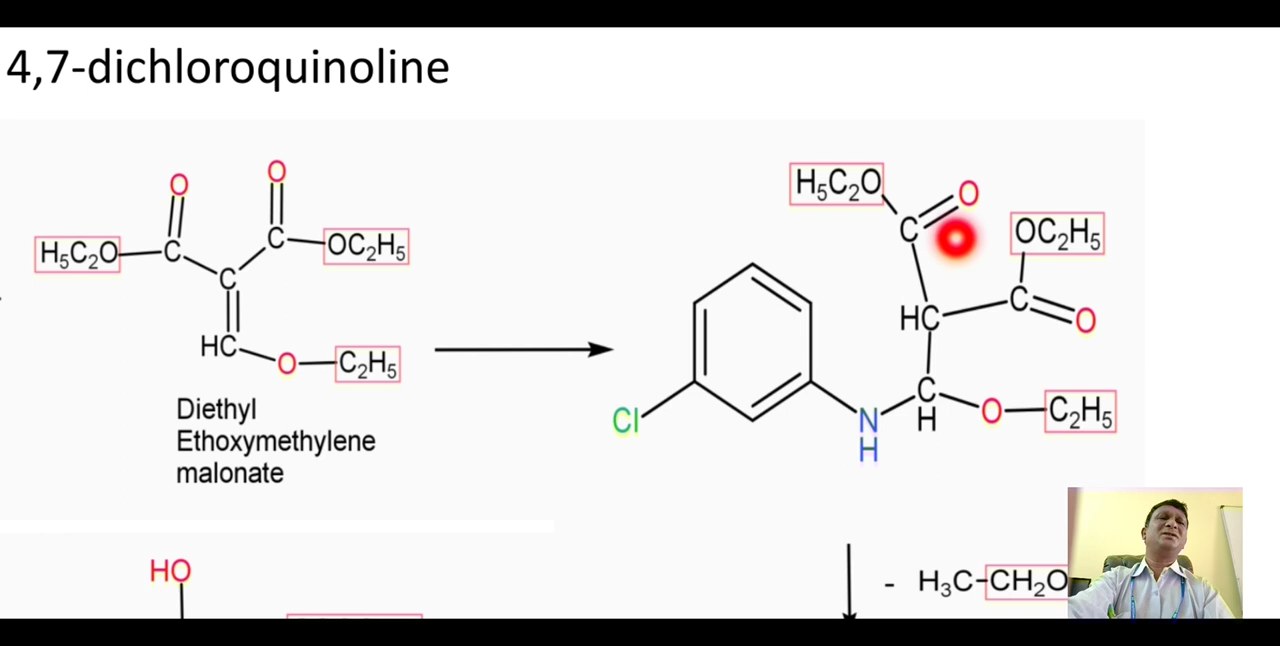 4,7-dichloroquinoline
O
O
H₅C₂O C C OC₂H₅
C
HC O C₂H₅
Diethyl
Ethoxymethylene
malonate
H₅C₂O O
C OC₂H₅
HC C O
Cl N C O C₂H₅
H H
HO
- H₃C-CH₂O